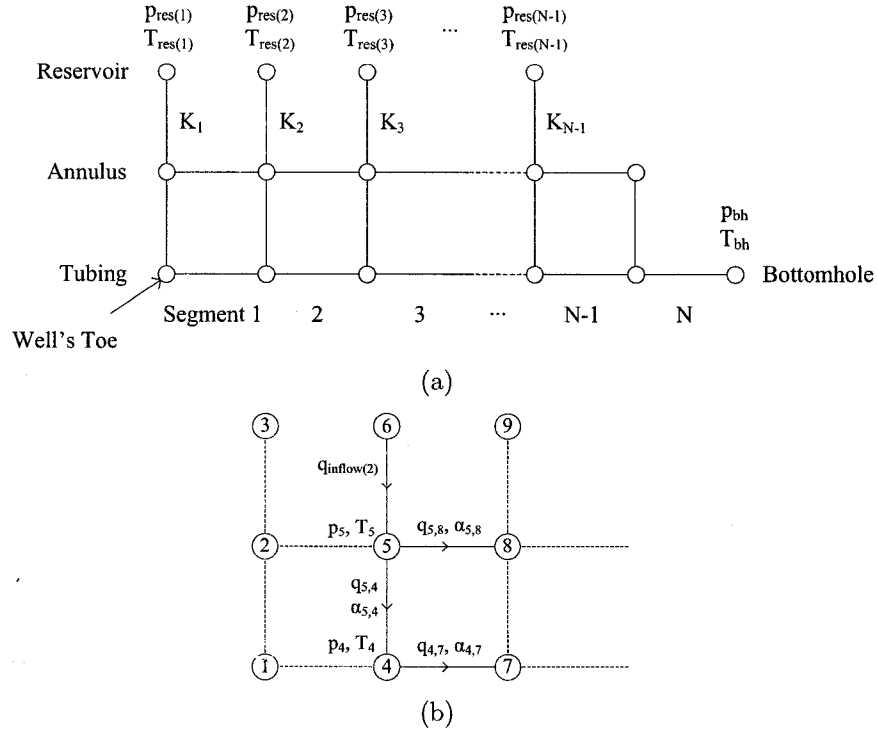 p_res(1) p_res(2) p_res(3) ... p_res(N-1)
T_res(1) T_res(2) T_res(3) T_res(N-1)
Reservoir
K_1 K_2 K_3 K_N-1
Annulus
p_bh
T_bh
Tubing
Bottomhole
Segment 1 2 3 ... N-1 N
Well's Toe
(a)
3 6 9
q_inflow(2)
p_5, T_5 q_5,8, α_5,8
2 5 8
q_5,4
α_5,4
p_4, T_4 q_4,7, α_4,7
1 4 7
(b)